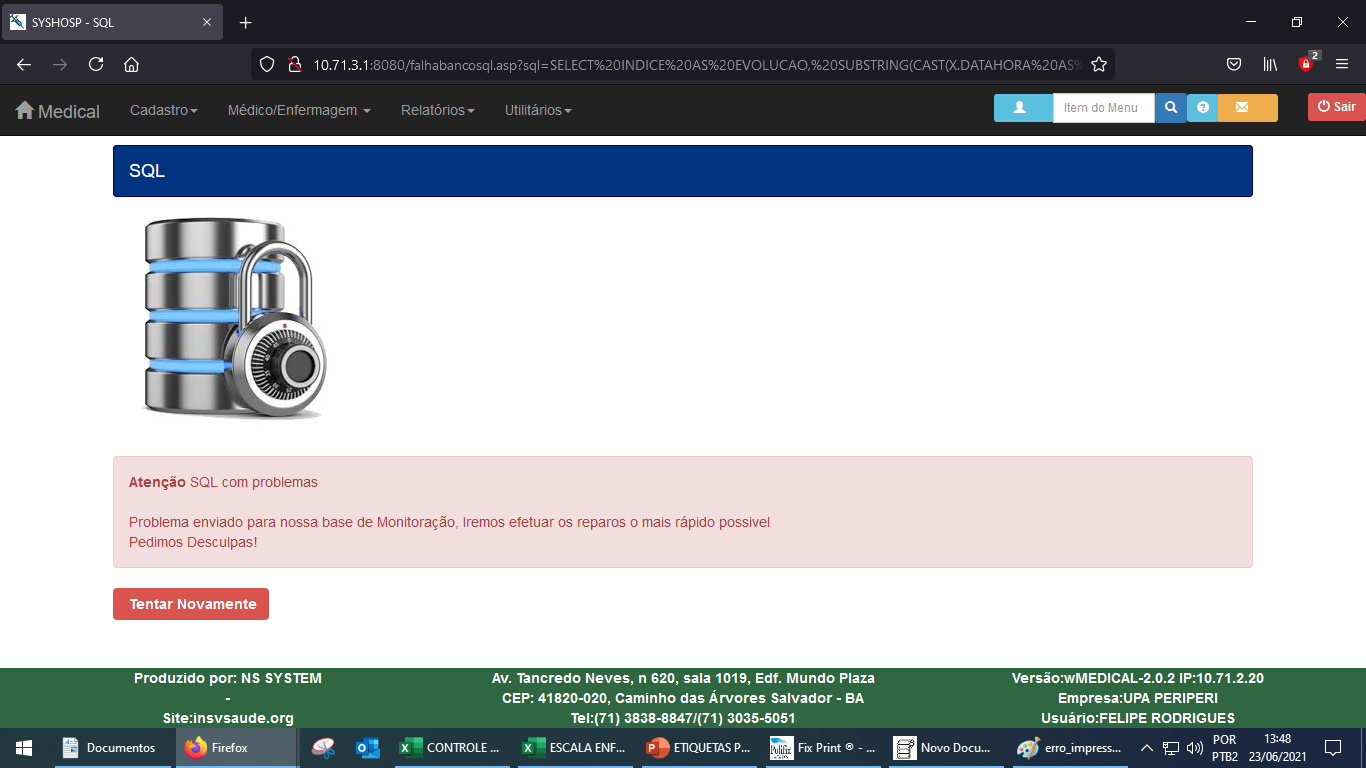 SYSHOSP - SQL
10.71.3.1:8080/falhabancosql.asp?sql=SELECT%20INDICE%20AS%20EVOLUCAO,%20SUBSTRING(CAST(X.DATAHORA%20AS%
2
Medical
Cadastro
Médico/Enfermagem
Relatórios
Utilitários
Item do Menu
Sair
SQL
Atenção SQL com problemas
Problema enviado para nossa base de Monitoração, Iremos efetuar os reparos o mais rápido possivel
Pedimos Desculpas!
Tentar Novamente
Produzido por: NS SYSTEM
-
Site:insvsaude.org
Av. Tancredo Neves, n 620, sala 1019, Edf. Mundo Plaza
CEP: 41820-020, Caminho das Árvores Salvador - BA
Tel:(71) 3838-8847/(71) 3035-5051
Versão:wMEDICAL-2.0.2 IP:10.71.2.20
Empresa:UPA PERIPERI
Usuário:FELIPE RODRIGUES
Documentos
Firefox
CONTROLE ...
ESCALA ENF...
ETIQUETAS P...
Fix Print ® - ...
Novo Docu...
erro_impress...
POR
PTB2
13:48
23/06/2021